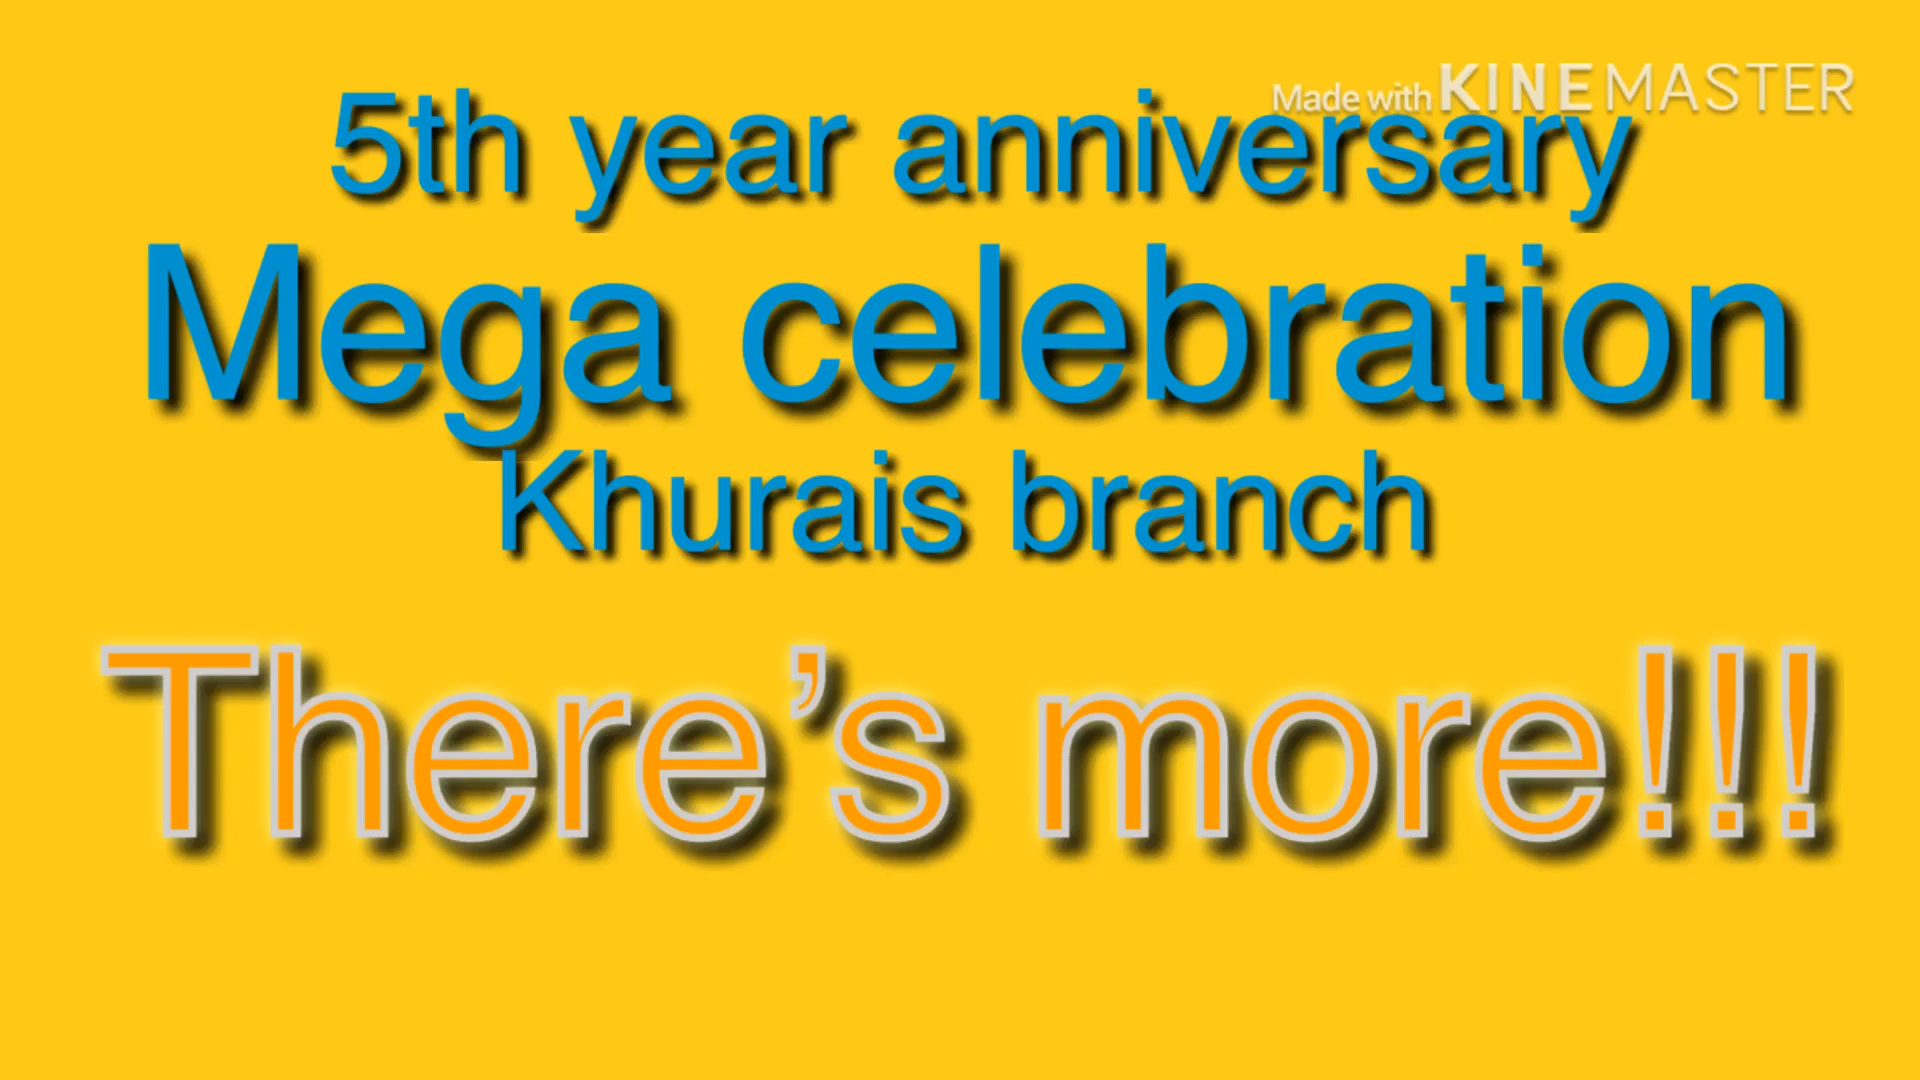 Made with KINEMASTER
5th year anniversary
Mega celebration
Khurais branch
There’s more!!!